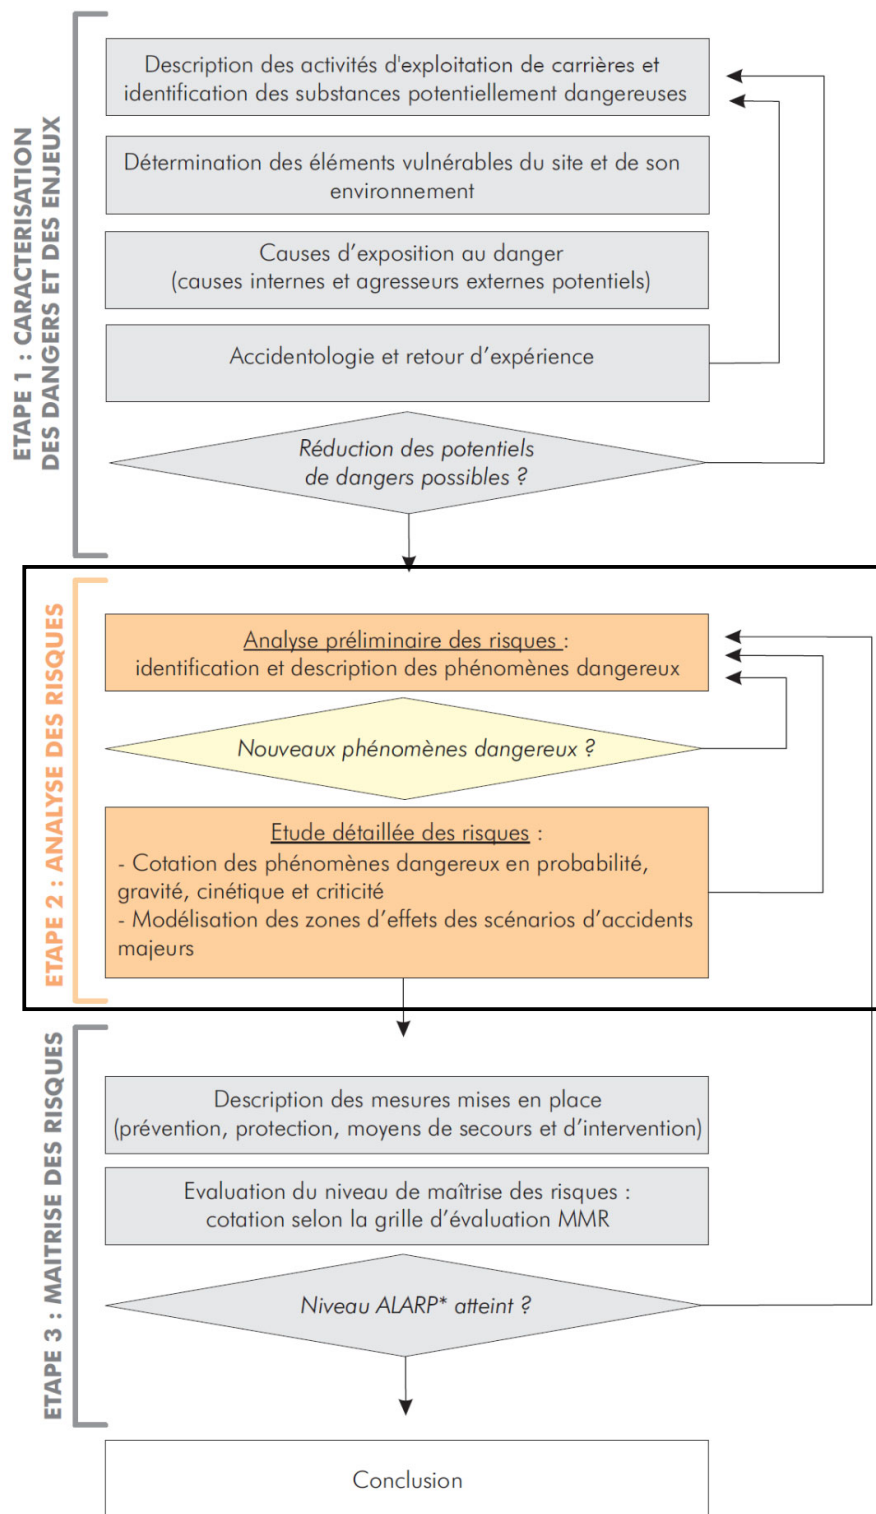 ETAPE 1 : CARACTERISATION
DES DANGERS ET DES ENJEUX
Description des activités d'exploitation de carrières et
identification des substances potentiellement dangereuses
Détermination des éléments vulnérables du site et de son
environnement
Causes d’exposition au danger
(causes internes et agresseurs externes potentiels)
Accidentologie et retour d’expérience
Réduction des potentiels
de dangers possibles ?
ETAPE 2 : ANALYSE DES RISQUES
Analyse préliminaire des risques :
identification et description des phénomènes dangereux
Nouveaux phénomènes dangereux ?
Etude détaillée des risques :
- Cotation des phénomènes dangereux en probabilité,
gravité, cinétique et criticité
- Modélisation des zones d’effets des scénarios d’accidents
majeurs
ETAPE 3 : MAITRISE DES RISQUES
Description des mesures mises en place
(prévention, protection, moyens de secours et d’intervention)
Evaluation du niveau de maîtrise des risques :
cotation selon la grille d’évaluation MMR
Niveau ALARP* atteint ?
Conclusion